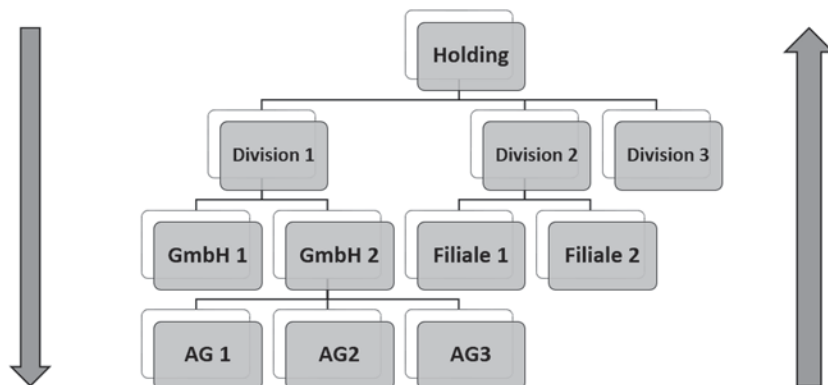 Holding
Division 1
Division 2
Division 3
GmbH 1
GmbH 2
Filiale 1
Filiale 2
AG 1
AG2
AG3